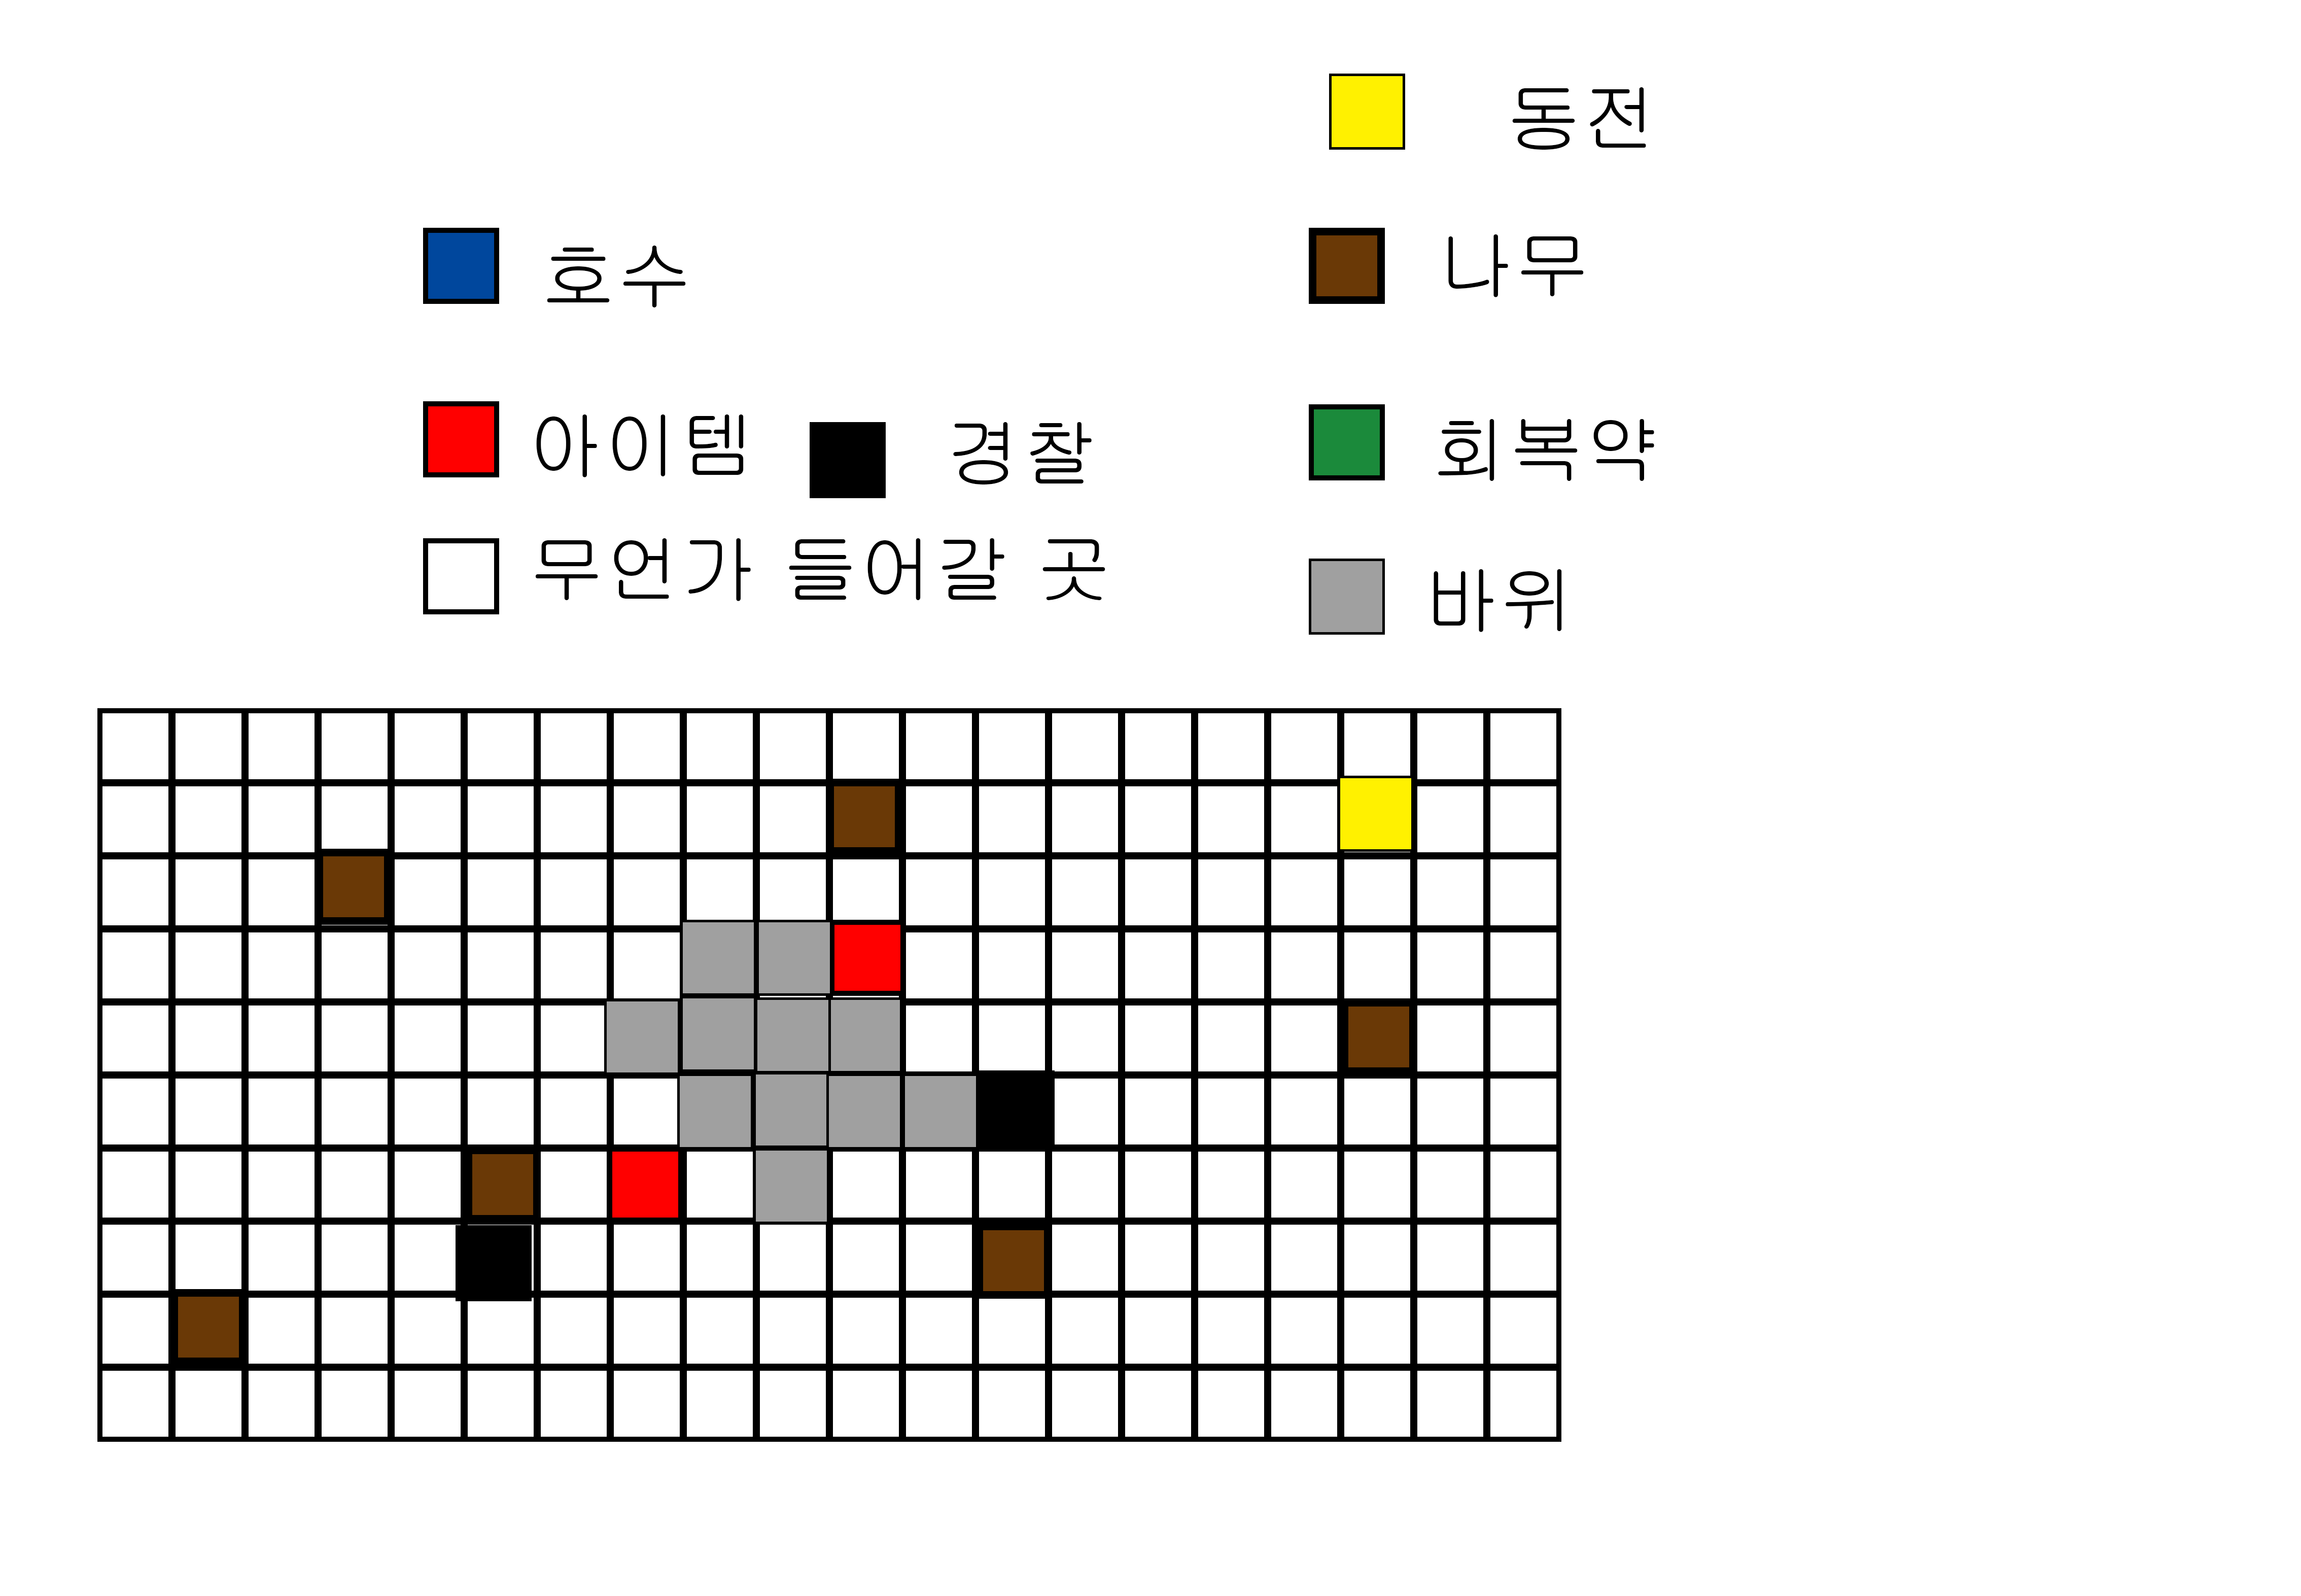 동전
호수
나무
아이템
경찰
회복약
무언가 들어갈 곳
바위